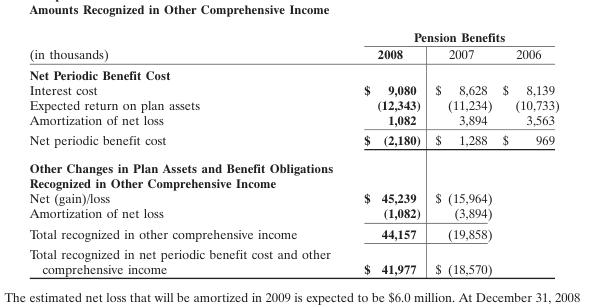 Amounts Recognized in Other Comprehensive Income
Pension Benefits
(in thousands) 2008 2007 2006
Net Periodic Benefit Cost
Interest cost $ 9,080 $ 8,628 $ 8,139
Expected return on plan assets (12,343) (11,234) (10,733)
Amortization of net loss 1,082 3,894 3,563
Net periodic benefit cost $ (2,180) $ 1,288 $ 969
Other Changes in Plan Assets and Benefit Obligations
Recognized in Other Comprehensive Income
Net (gain)/loss $ 45,239 $ (15,964)
Amortization of net loss (1,082) (3,894)
Total recognized in other comprehensive income 44,157 (19,858)
Total recognized in net periodic benefit cost and other
comprehensive income $ 41,977 $ (18,570)
The estimated net loss that will be amortized in 2009 is expected to be $6.0 million. At December 31, 2008